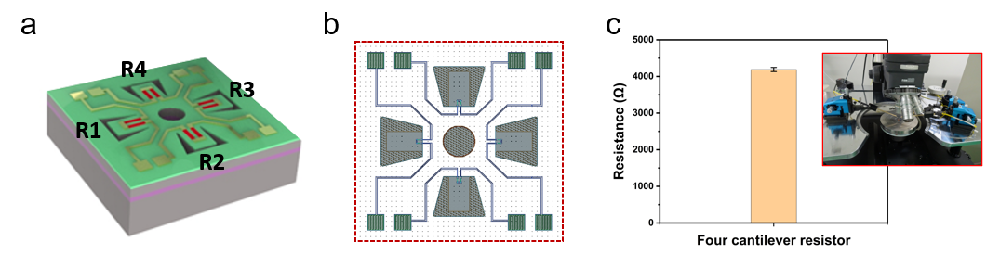 a
b
c
R4
R3
R1
R2
5000
4000
3000
2000
1000
0
Resistance (Ω)
Four cantilever resistor